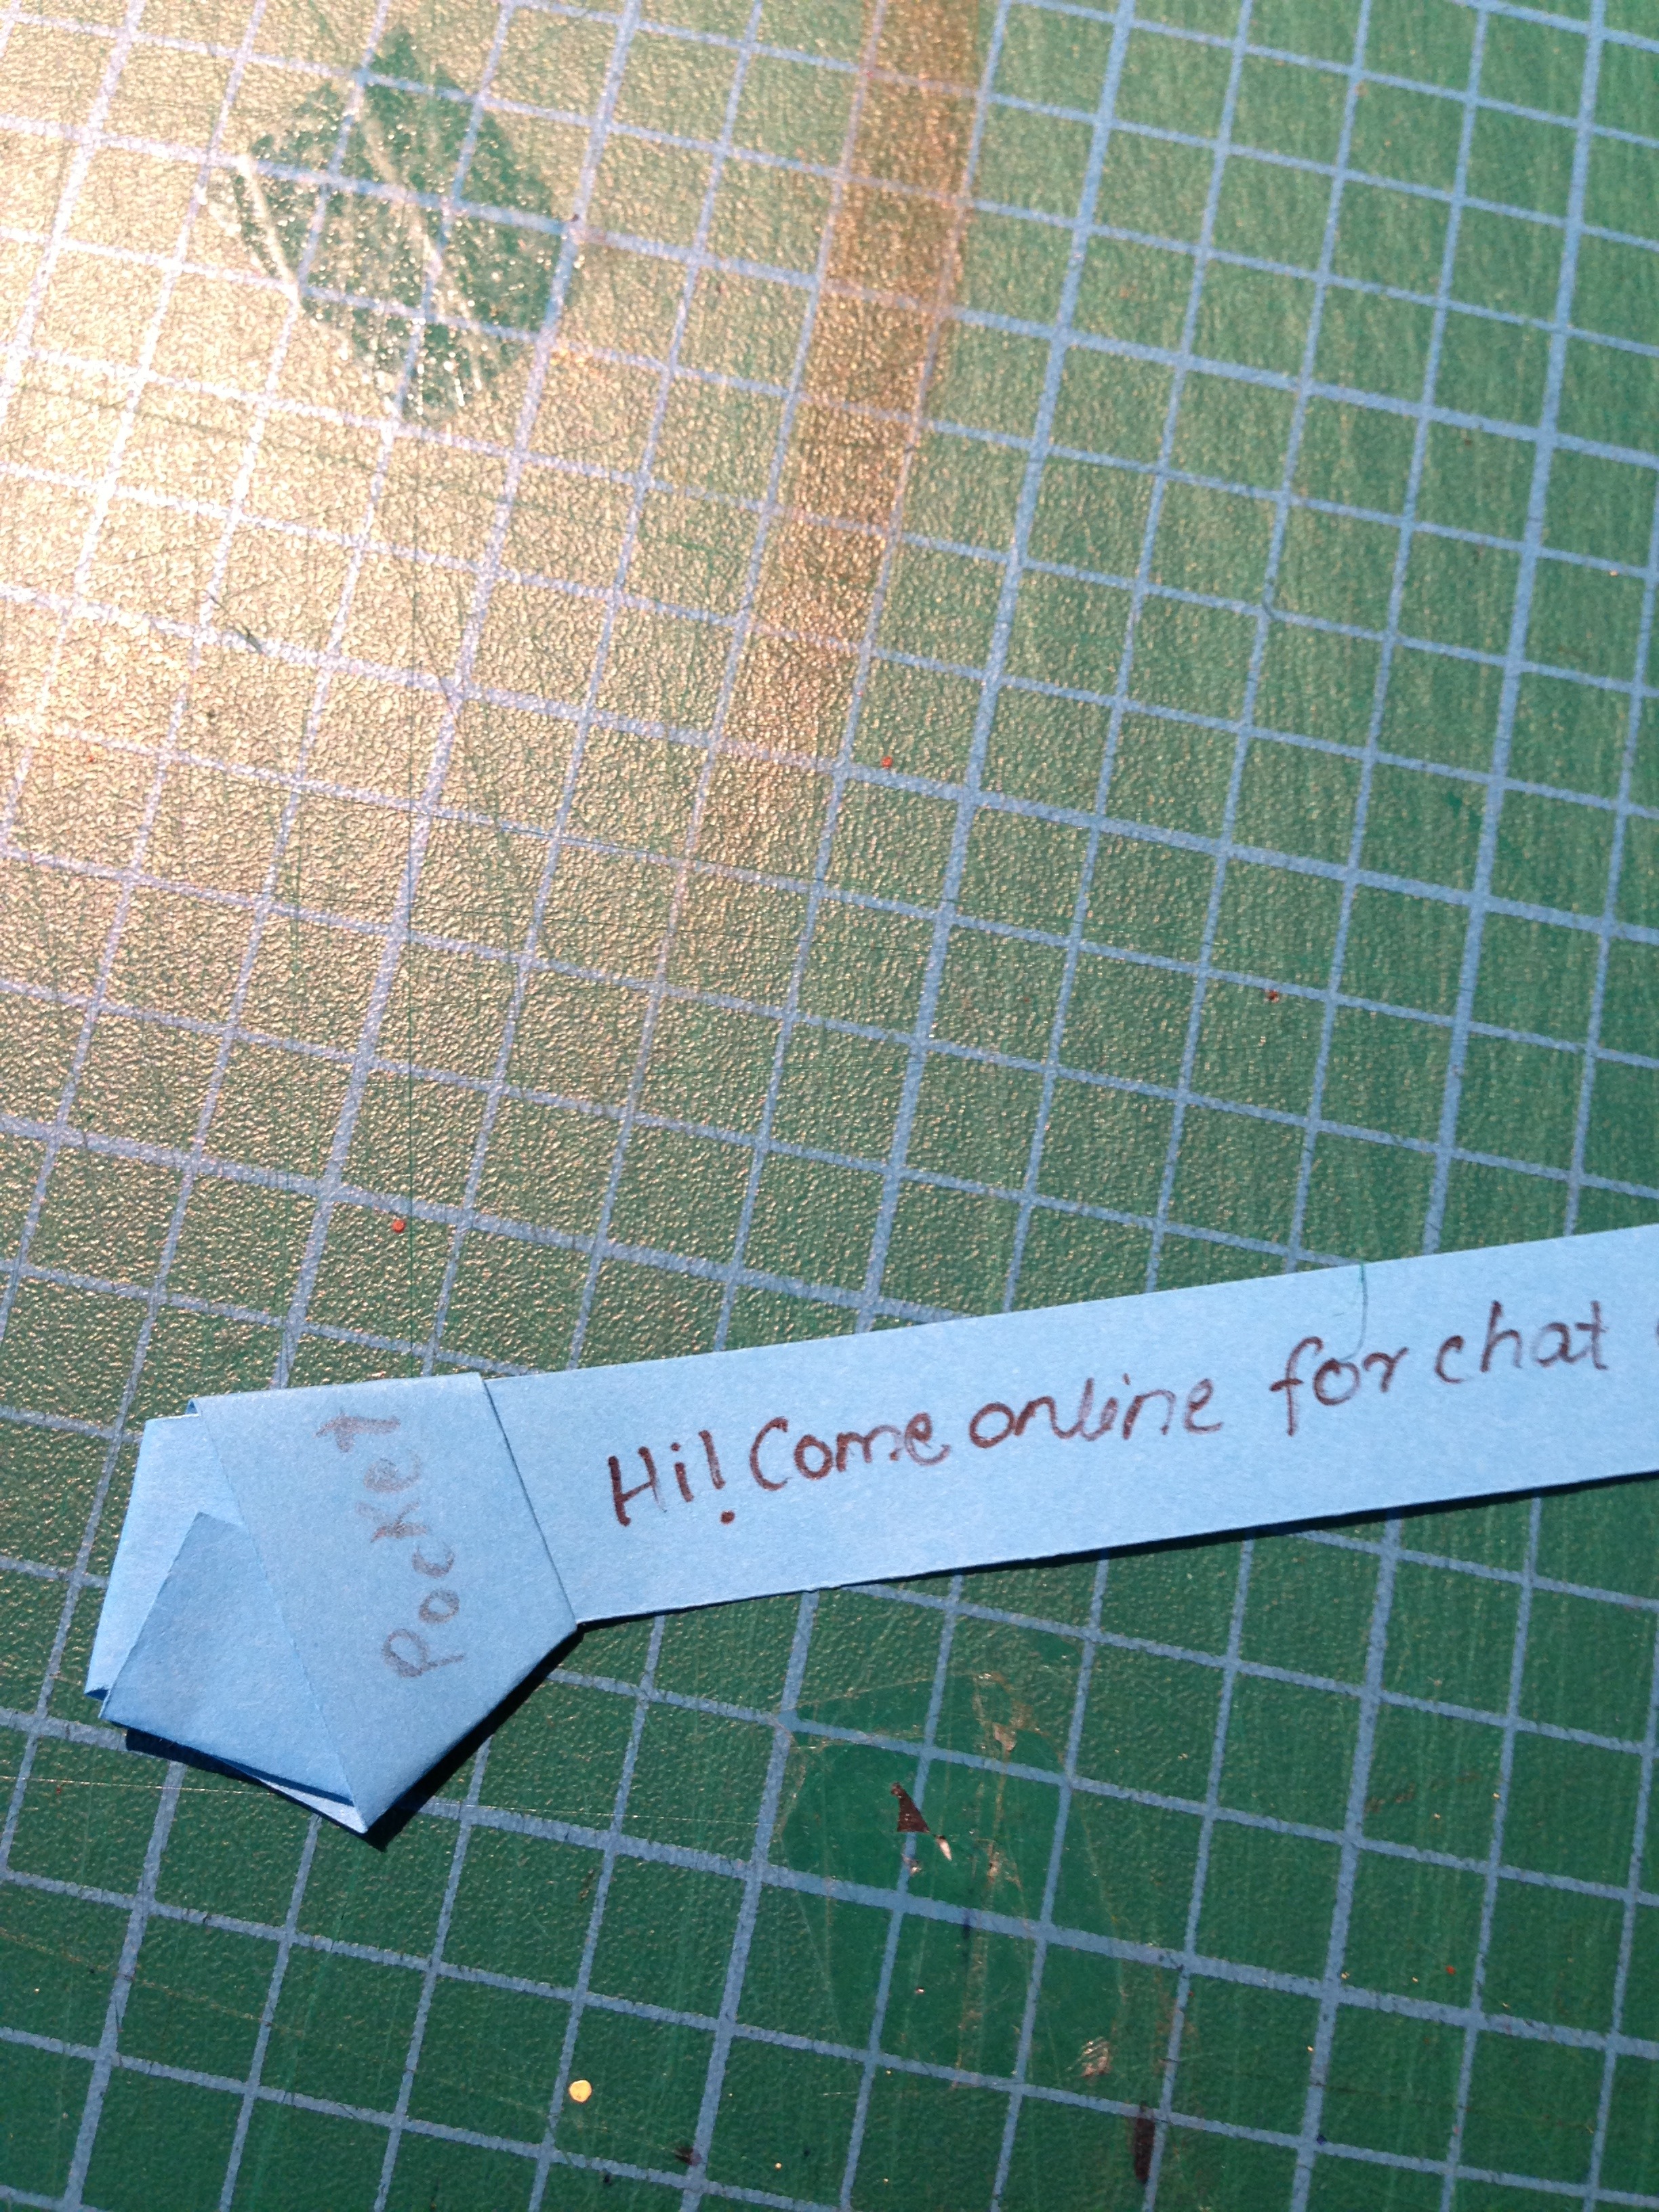 Pocket
Hi! Come online for chat